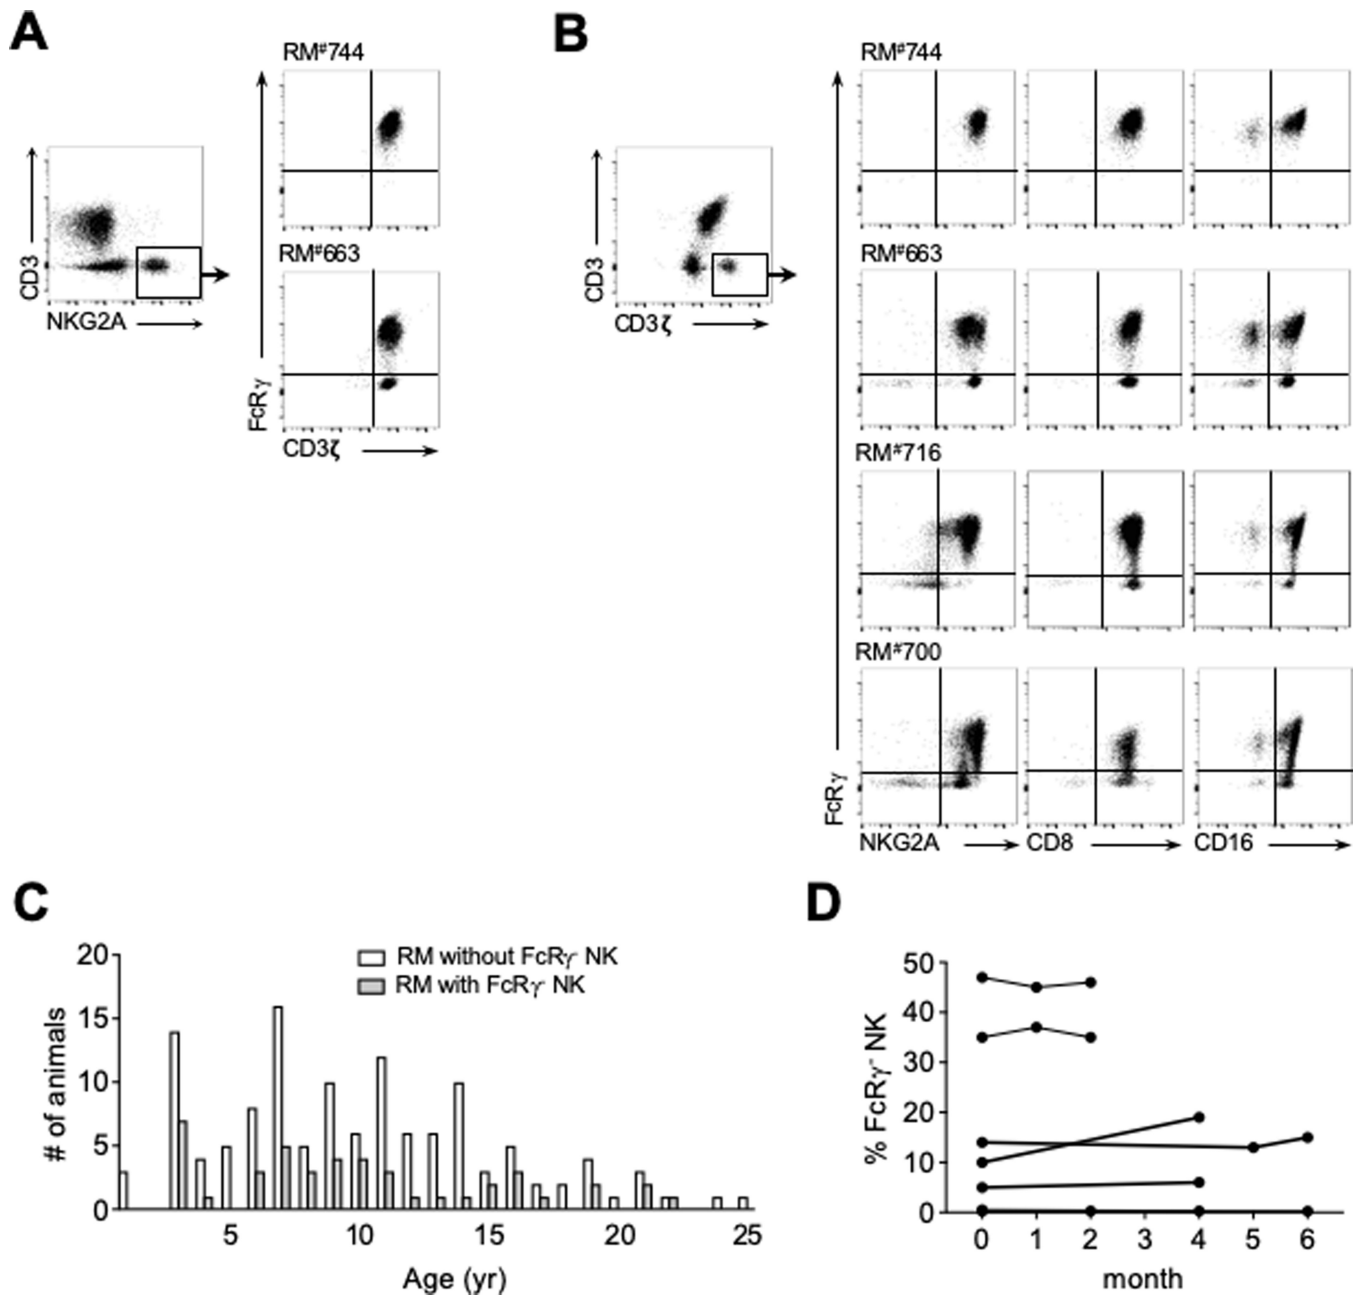 A
B
RM#744
CD3
NKG2A
RM#663
FcRγ
CD3ζ
RM#744
CD3
CD3ζ
RM#663
RM#716
RM#700
FcRγ
NKG2A CD8 CD16
C
20
15
10
5
0
# of animals
RM without FcRγ⁻ NK
RM with FcRγ⁻ NK
5 10 15 20 25
Age (yr)
D
50
40
30
20
10
0
% FcRγ⁻ NK
0 1 2 3 4 5 6
month